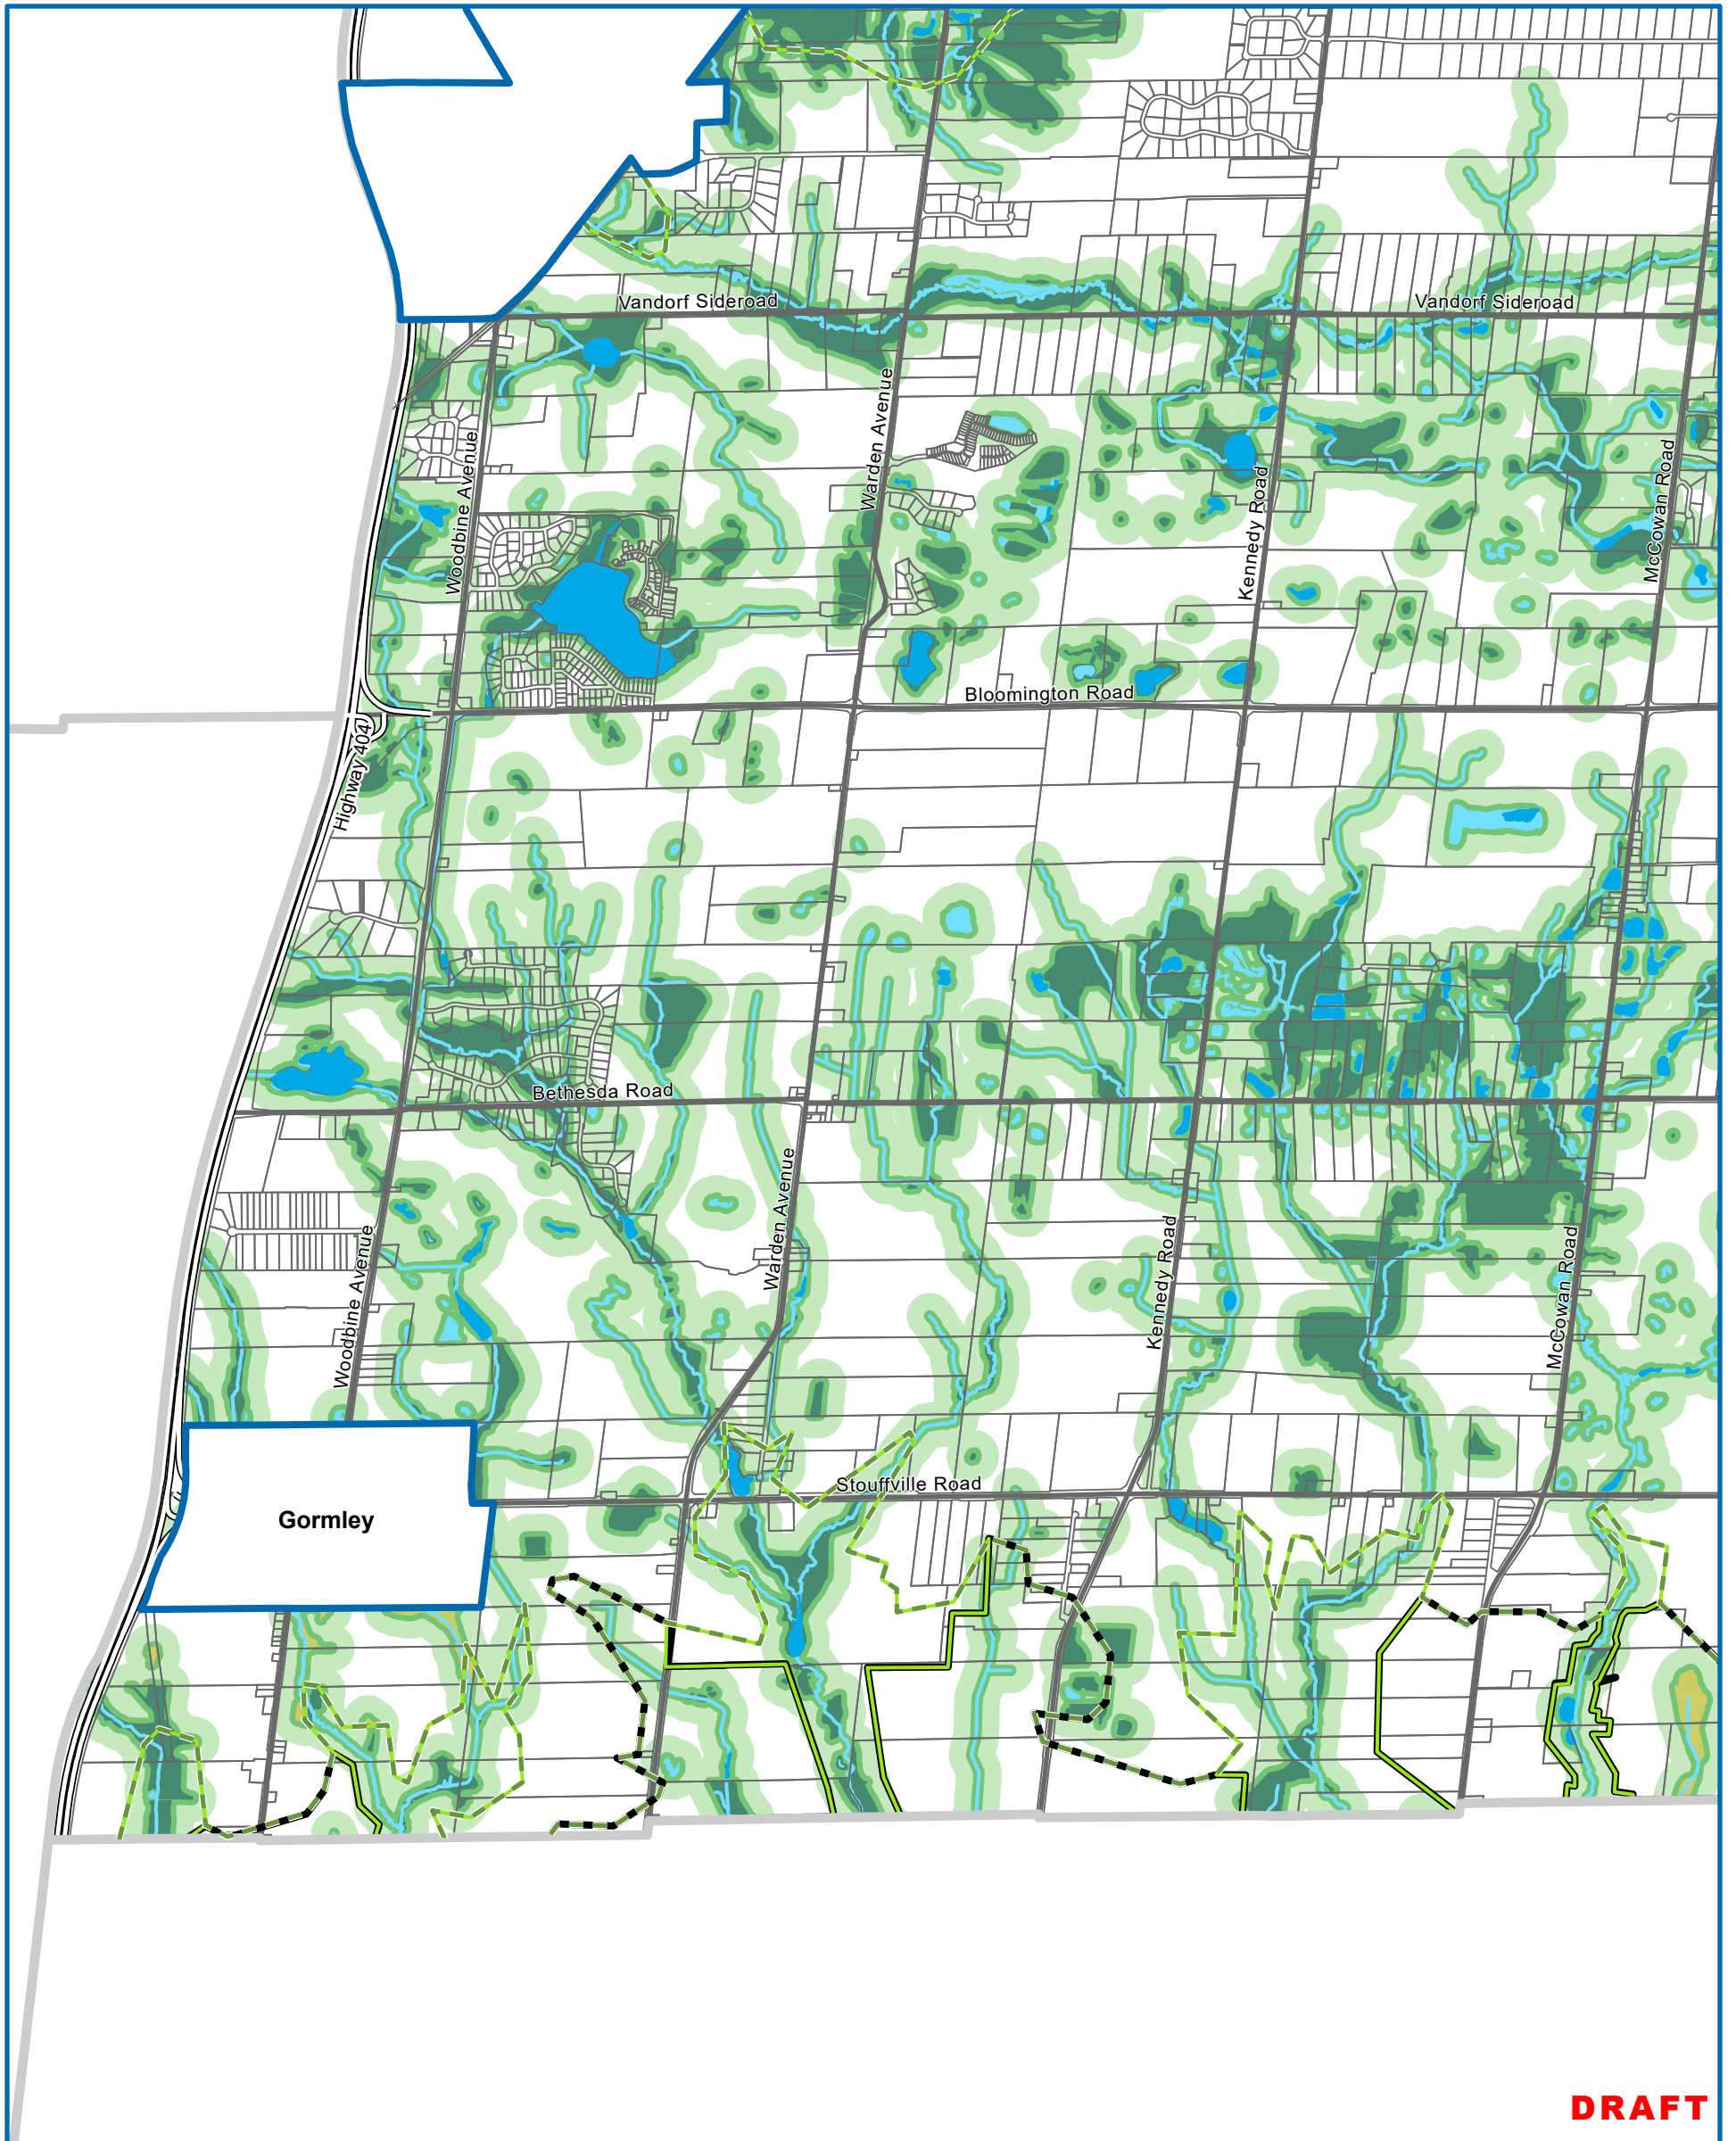 Vandorf Sideroad
Vandorf Sideroad
Warden Avenue
Woodbine Avenue
Kennedy Road
McCowan Road
Bloomington Road
Highway 404
Bethesda Road
Warden Avenue
Woodbine Avenue
Kennedy Road
McCowan Road
Stouffville Road
Gormley
DRAFT